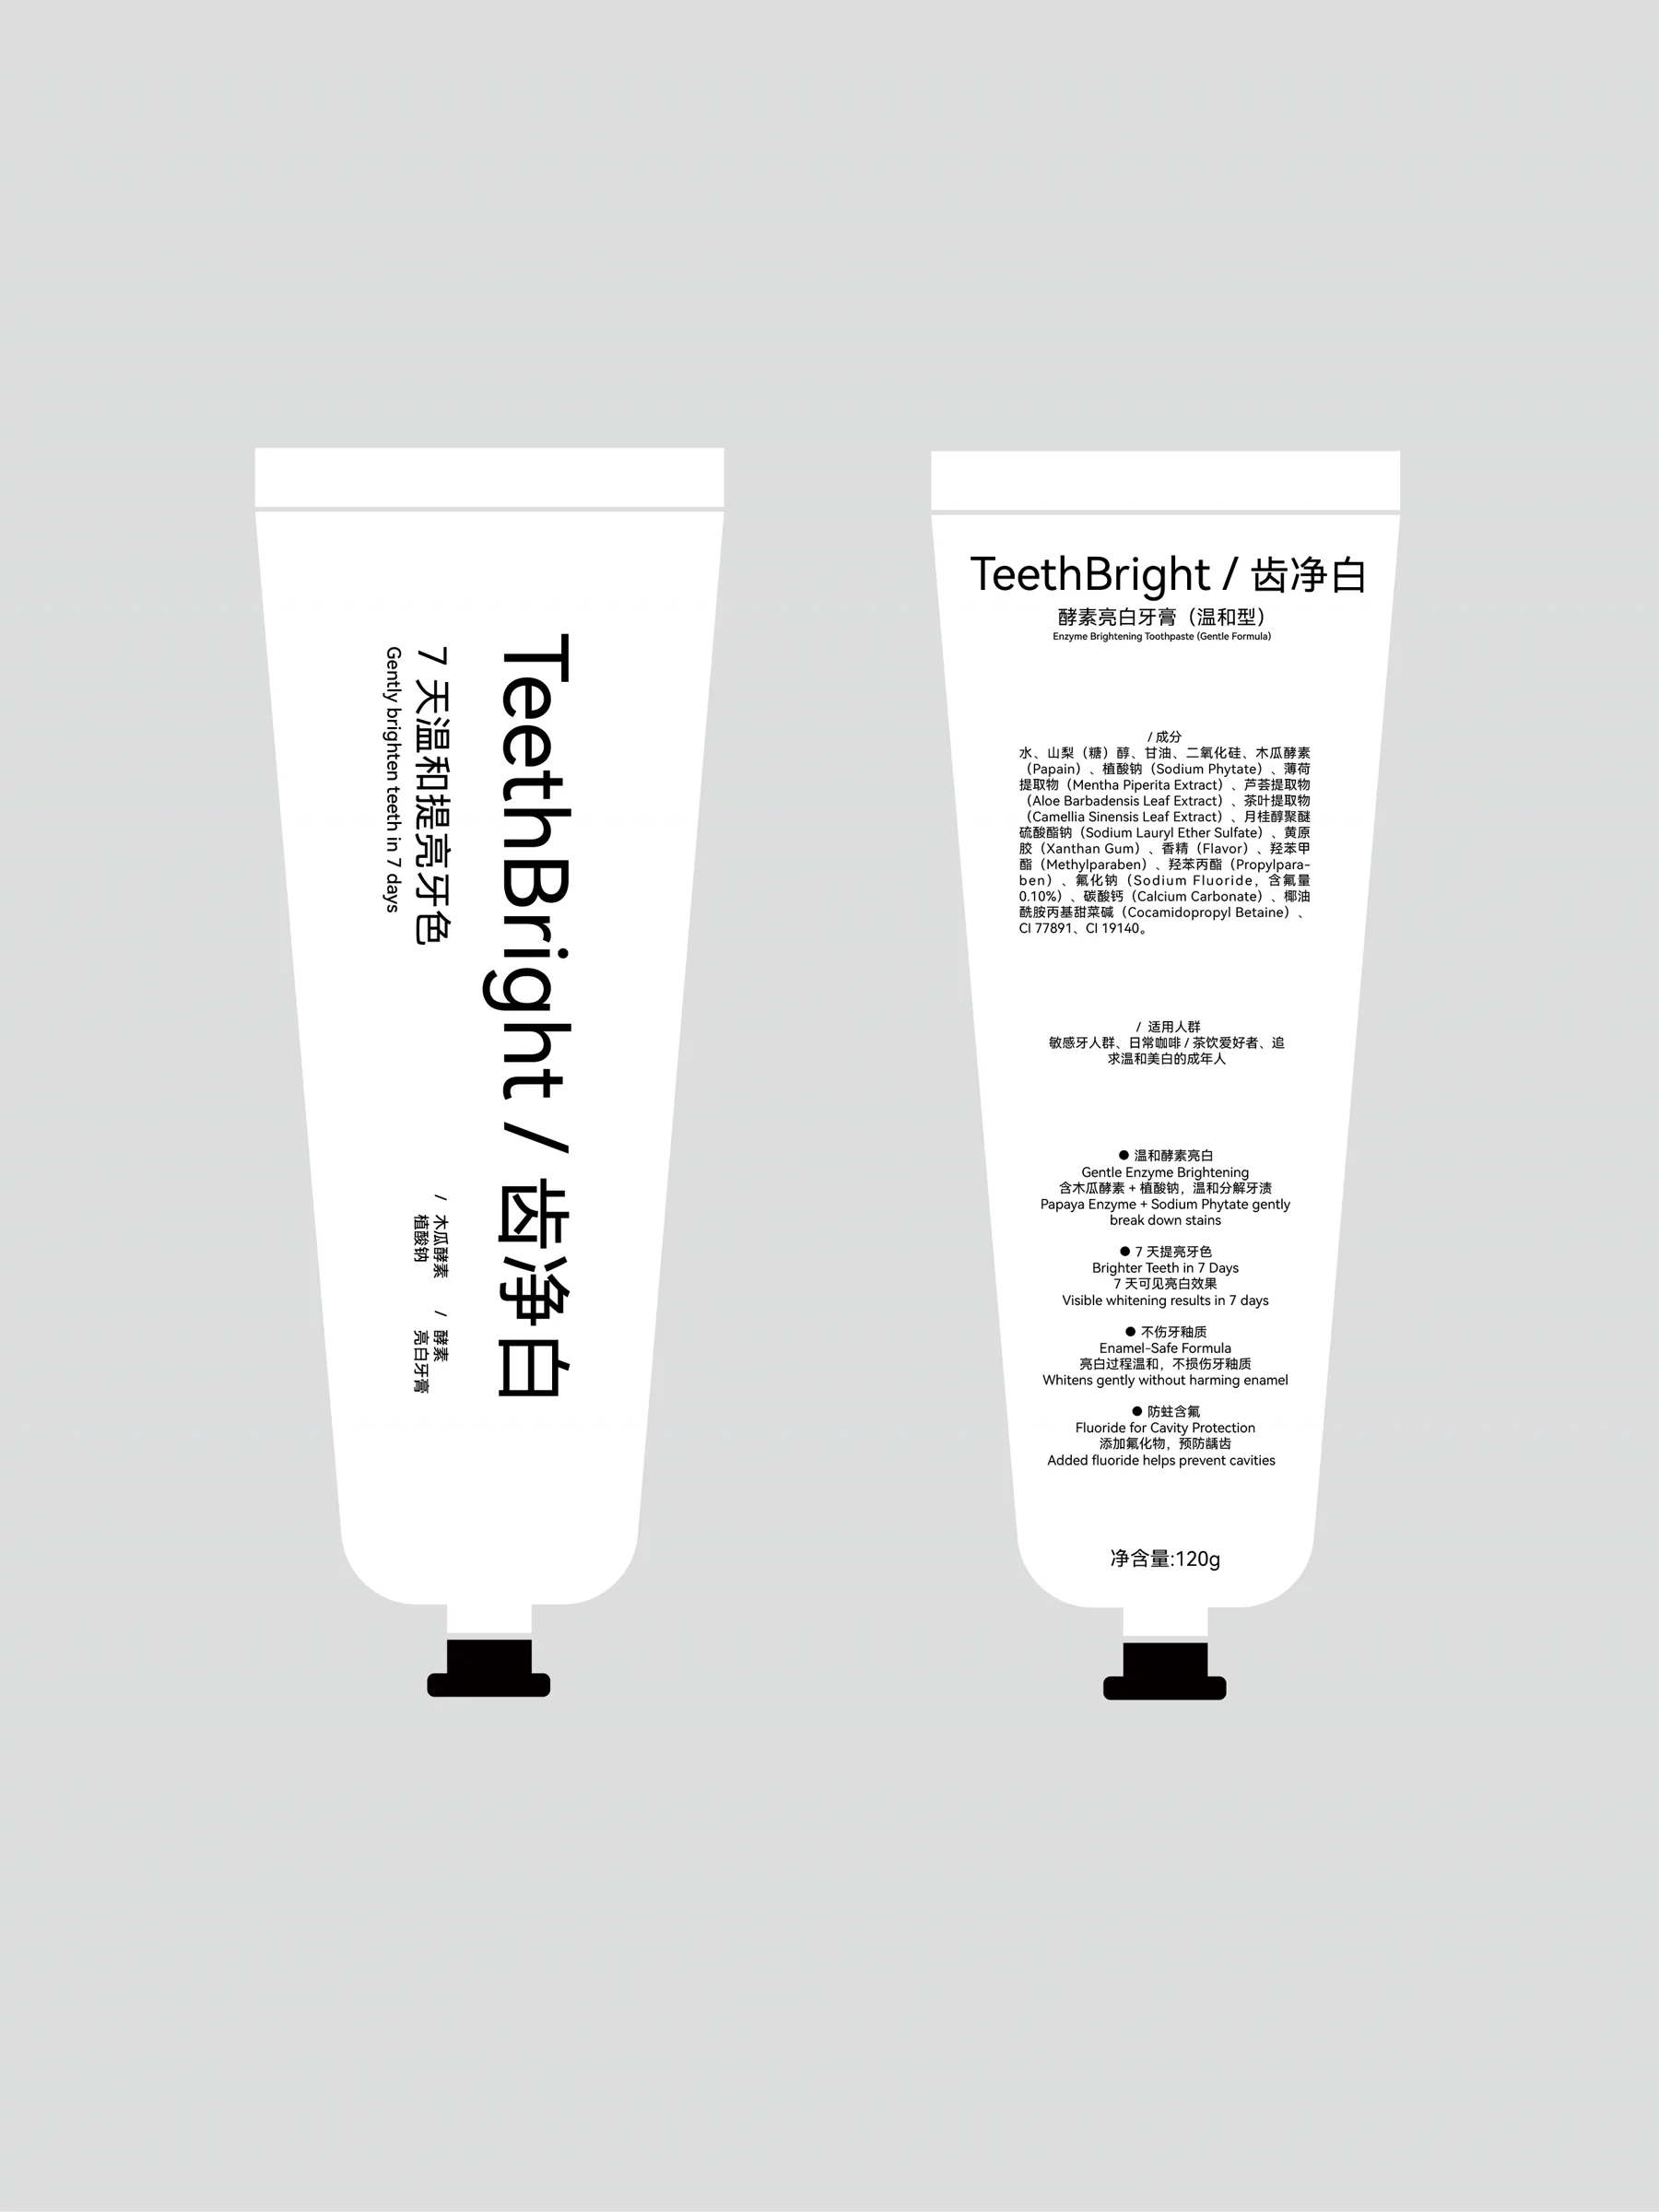 TeethBright / 齿净白
7 天温和提亮牙色
Gently brighten teeth in 7 days
/ 木瓜酵素
植酸钠
/ 酵素
亮白牙膏
TeethBright / 齿净白
酵素亮白牙膏（温和型）
Enzyme Brightening Toothpaste (Gentle Formula)
/ 成分
水、山梨（糖）醇、甘油、二氧化硅、木瓜酵素
（Papain）、植酸钠（Sodium Phytate）、薄荷
提取物（Mentha Piperita Extract）、芦荟提取物
（Aloe Barbadensis Leaf Extract）、茶叶提取物
（Camellia Sinensis Leaf Extract）、月桂醇聚醚
硫酸酯钠（Sodium Lauryl Ether Sulfate）、黄原
胶（Xanthan Gum）、香精（Flavor）、羟苯甲
酯（Methylparaben）、羟苯丙酯（Propylpara-
ben）、氟化钠（Sodium Fluoride，含氟量
0.10%）、碳酸钙（Calcium Carbonate）、椰油
酰胺丙基甜菜碱（Cocamidopropyl Betaine）、
CI 77891、CI 19140。
/ 适用人群
敏感牙人群、日常咖啡 / 茶饮爱好者、追
求温和美白的成年人
● 温和酵素亮白
Gentle Enzyme Brightening
含木瓜酵素 + 植酸钠，温和分解牙渍
Papaya Enzyme + Sodium Phytate gently
break down stains
● 7 天提亮牙色
Brighter Teeth in 7 Days
7 天可见亮白效果
Visible whitening results in 7 days
● 不伤牙釉质
Enamel-Safe Formula
亮白过程温和，不损伤牙釉质
Whitens gently without harming enamel
● 防蛀含氟
Fluoride for Cavity Protection
添加氟化物，预防龋齿
Added fluoride helps prevent cavities
净含量:120g